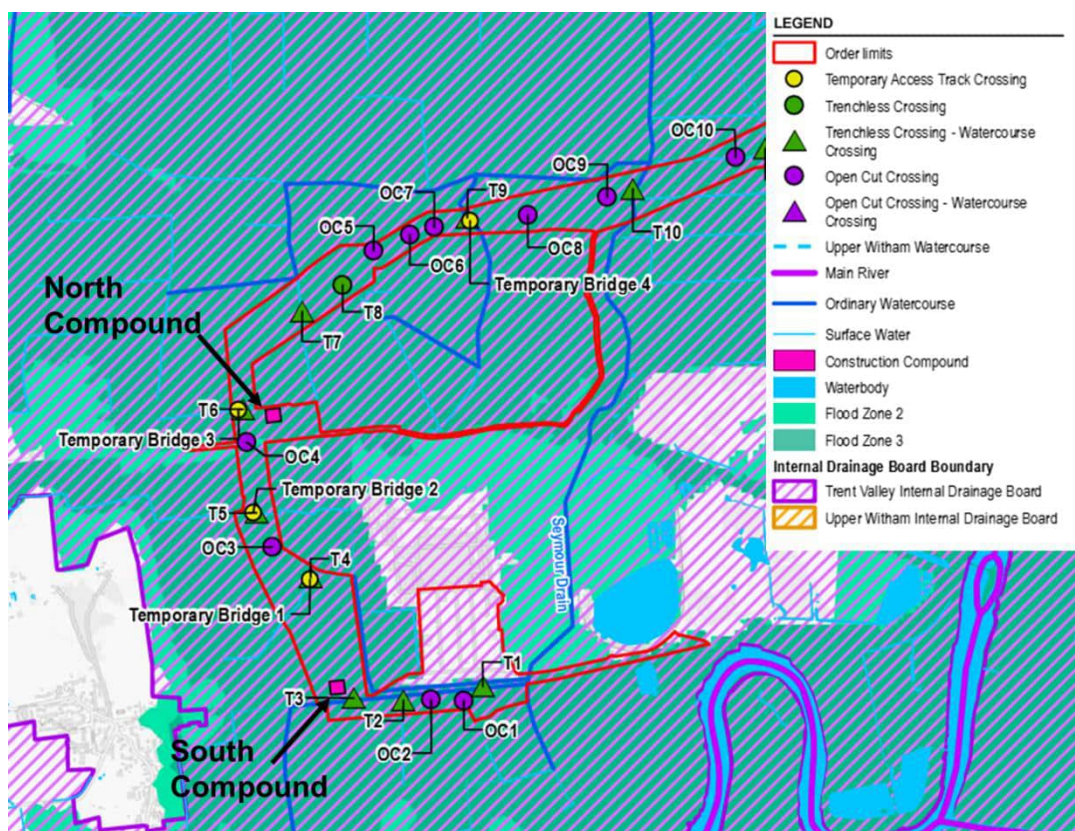 LEGEND
Order limits
Temporary Access Track Crossing
Trenchless Crossing
Trenchless Crossing - Watercourse
Crossing
Open Cut Crossing
Open Cut Crossing - Watercourse
Crossing
Upper Witham Watercourse
Main River
Ordinary Watercourse
Surface Water
Construction Compound
Waterbody
Flood Zone 2
Flood Zone 3
Internal Drainage Board Boundary
Trent Valley Internal Drainage Board
Upper Witham Internal Drainage Board
OC10
OC9
T9
OC7
OC5
T10
OC8
OC6
Temporary Bridge 4
North
Compound
T8
T7
T6
Temporary Bridge 3
OC4
Temporary Bridge 2
T5
OC3
T4
Seymour Drain
Temporary Bridge 1
T1
T3
T2
OC1
OC2
South
Compound